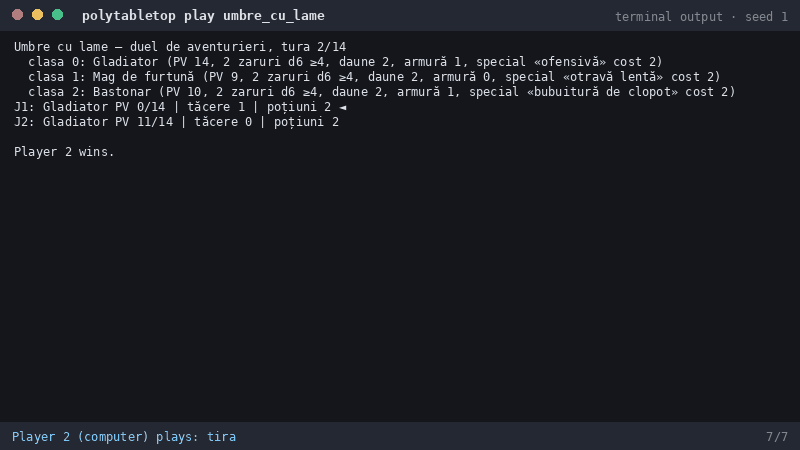 polytabletop play umbre_cu_lame
terminal output · seed 1
Umbre cu lame — duel de aventurieri, tura 2/14
clasa 0: Gladiator (PV 14, 2 zaruri d6 ≥4, daune 2, armură 1, special «ofensivă» cost 2)
clasa 1: Mag de furtună (PV 9, 2 zaruri d6 ≥4, daune 2, armură 0, special «otravă lentă» cost 2)
clasa 2: Bastonar (PV 10, 2 zaruri d6 ≥4, daune 2, armură 1, special «bubuitură de clopot» cost 2)
J1: Gladiator PV 0/14 | tăcere 1 | poțiuni 2 ◄
J2: Gladiator PV 11/14 | tăcere 0 | poțiuni 2
Player 2 wins.
Player 2 (computer) plays: tira
7/7